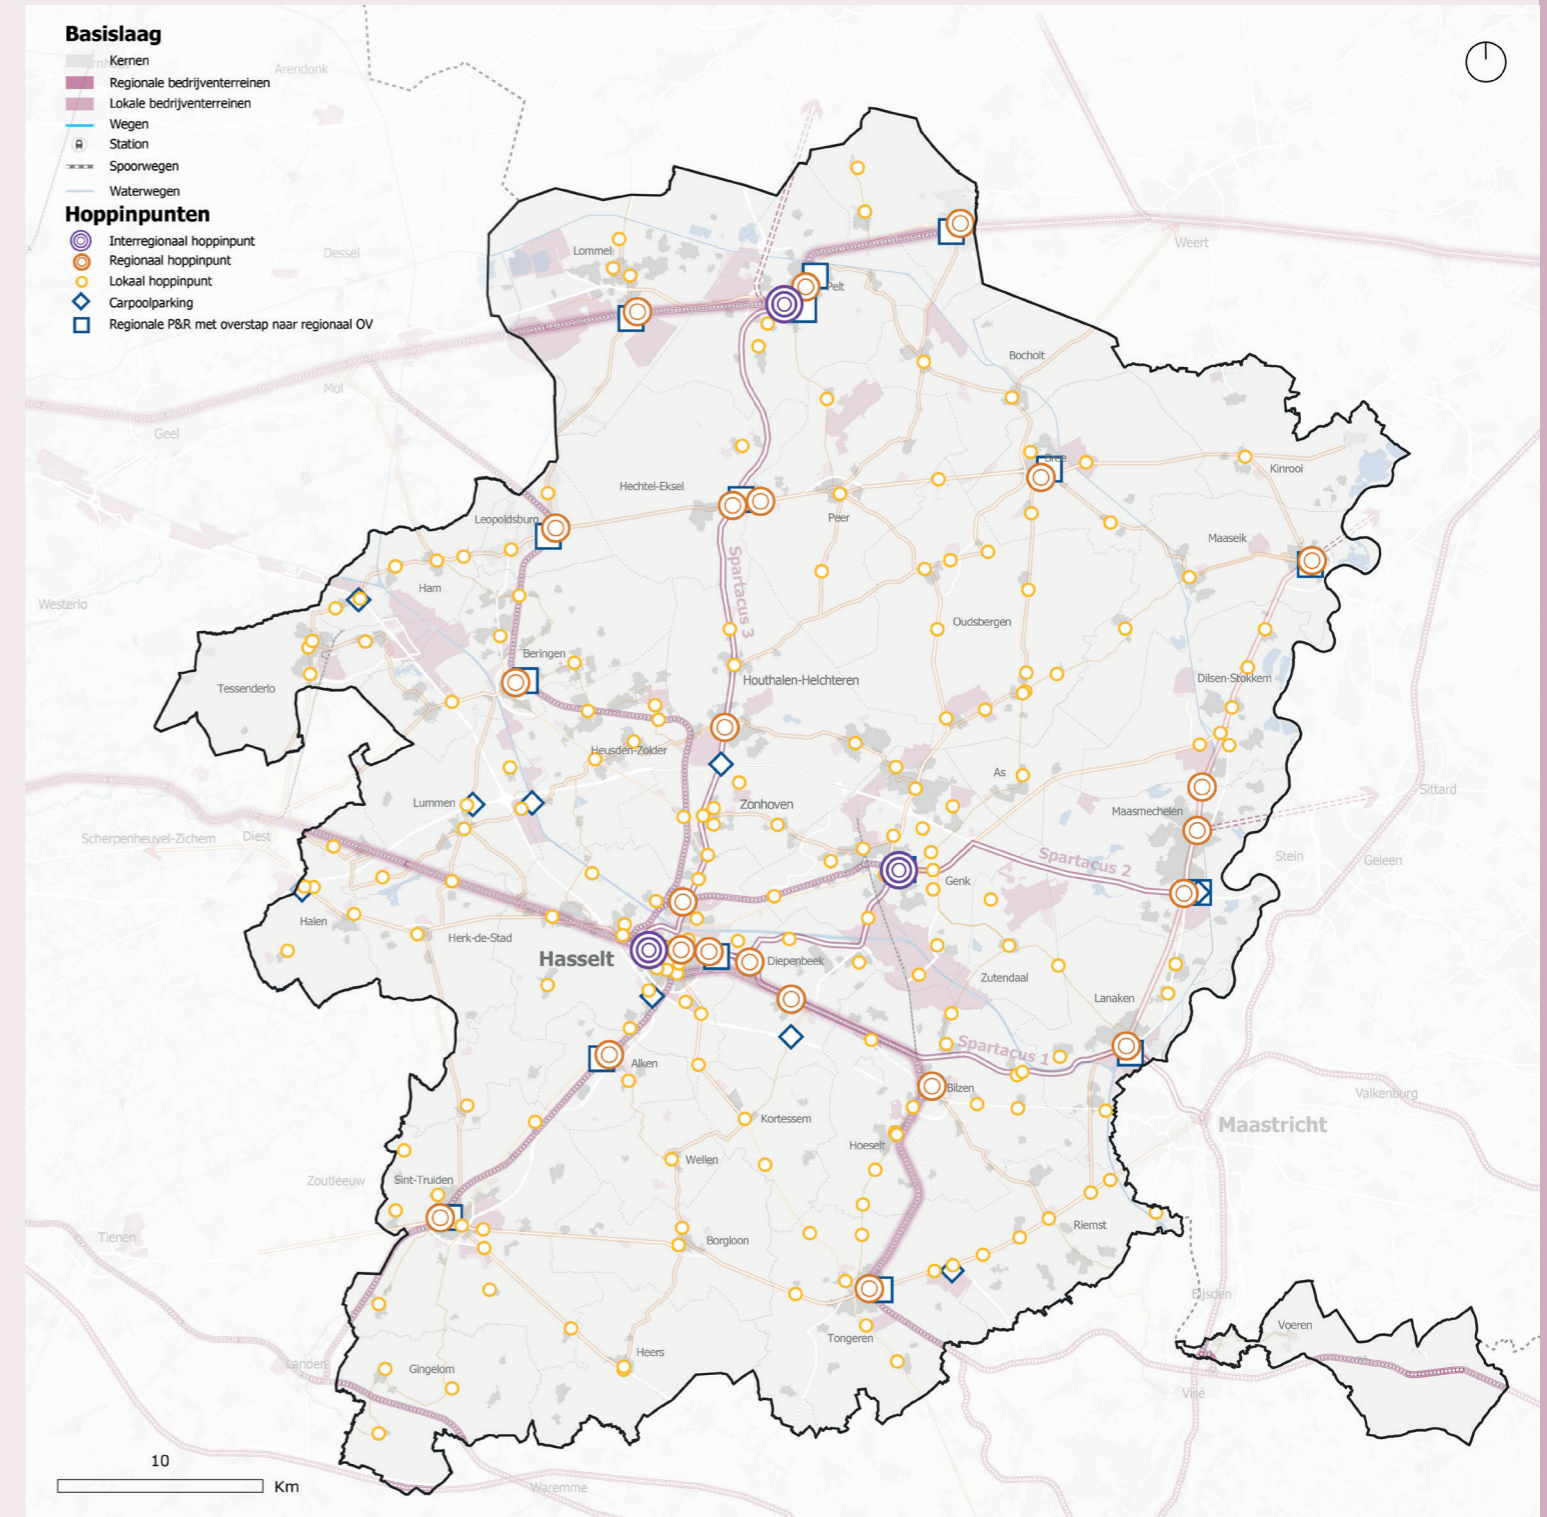 Basislaag
Kernen
Regionale bedrijventerreinen
Lokale bedrijventerreinen
Wegen
Station
Spoorwegen
Waterwegen
Hoppinpunten
Interregionaal hoppinpunt
Regionaal hoppinpunt
Lokaal hoppinpunt
Carpoolparking
Regionale P&R met overstap naar regionaal OV
Arendonk
Dessel
Lommel
Weert
Pelt
Bocholt
Mol
Geel
Bree
Kinrooi
Hechtel-Eksel
Peer
Leopoldsburg
Maaseik
Spartacus 3
Ham
Westerlo
Oudsbergen
Beringen
Houthalen-Helchteren
Dilsen-Stokkem
Tessenderlo
Heusden-Zolder
As
Sittard
Lummen
Zonhoven
Maasmechelen
Scherpenheuvel-Zichem
Diest
Spartacus 2
Stein
Geleen
Genk
Halen
Herk-de-Stad
Hasselt
Diepenbeek
Zutendaal
Lanaken
Spartacus 1
Alken
Bilzen
Valkenburg
Kortessem
Maastricht
Hoeselt
Wellen
Zoutleeuw
Sint-Truiden
Riemst
Tienen
Borgloon
Eijsden
Voeren
Tongeren
Heers
Landen
Gingelom
Visé
10
Km
Waremme